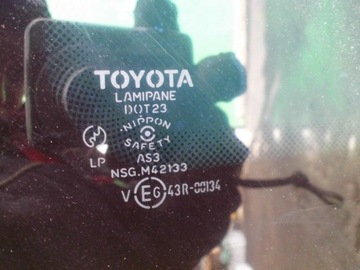 TOYOTA
LAMIPANE
DOT23
NIPPON
SAFETY
LP
AS3
NSG.M42133
V E6 43R-00134